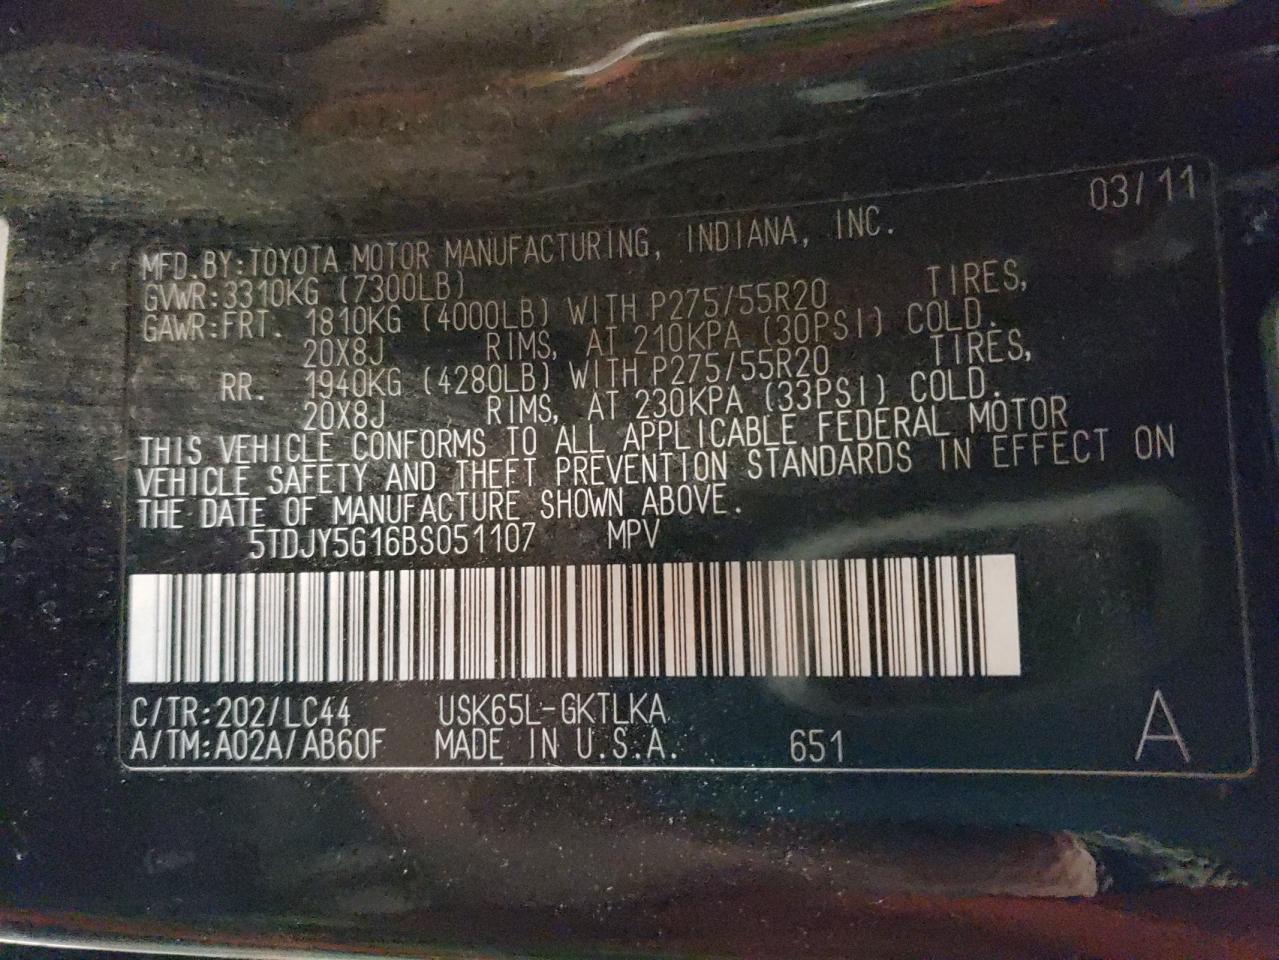 03/11
MFD.BY:TOYOTA MOTOR MANUFACTURING, INDIANA, INC.
GVWR:3310KG (7300LB)
GAWR:FRT. 1810KG (4000LB) WITH P275/55R20 TIRES,
20X8J RIMS, AT 210KPA (30PSI) COLD.
RR. 1940KG (4280LB) WITH P275/55R20 TIRES,
20X8J RIMS, AT 230KPA (33PSI) COLD.
THIS VEHICLE CONFORMS TO ALL APPLICABLE FEDERAL MOTOR
VEHICLE SAFETY AND THEFT PREVENTION STANDARDS IN EFFECT ON
THE DATE OF MANUFACTURE SHOWN ABOVE.
5TDJY5G16BS051107 MPV
C/TR:202/LC44 USK65L-GKTLKA
A/TM:A02A/AB60F MADE IN U.S.A. 651 A